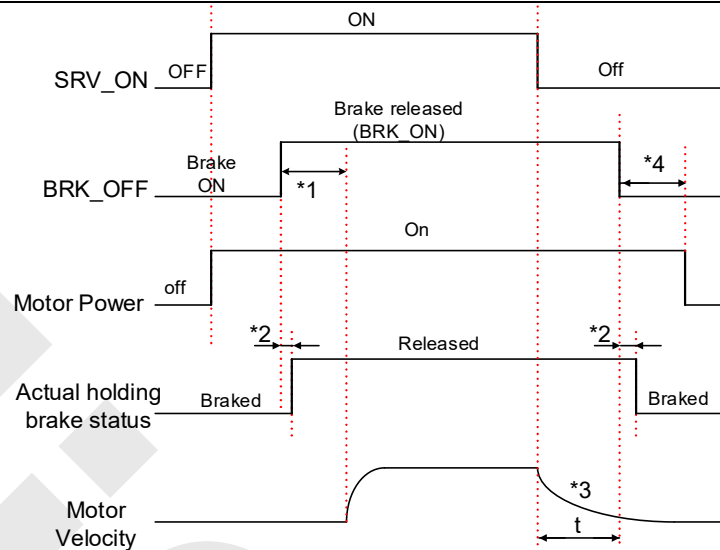 ON
SRV_ON
OFF
Off
Brake released
(BRK_ON)
BRK_OFF
Brake
ON
*1
*4
Motor Power
off
On
*2
Released
*2
Actual holding
brake status
Braked
Braked
Motor
Velocity
*3
t